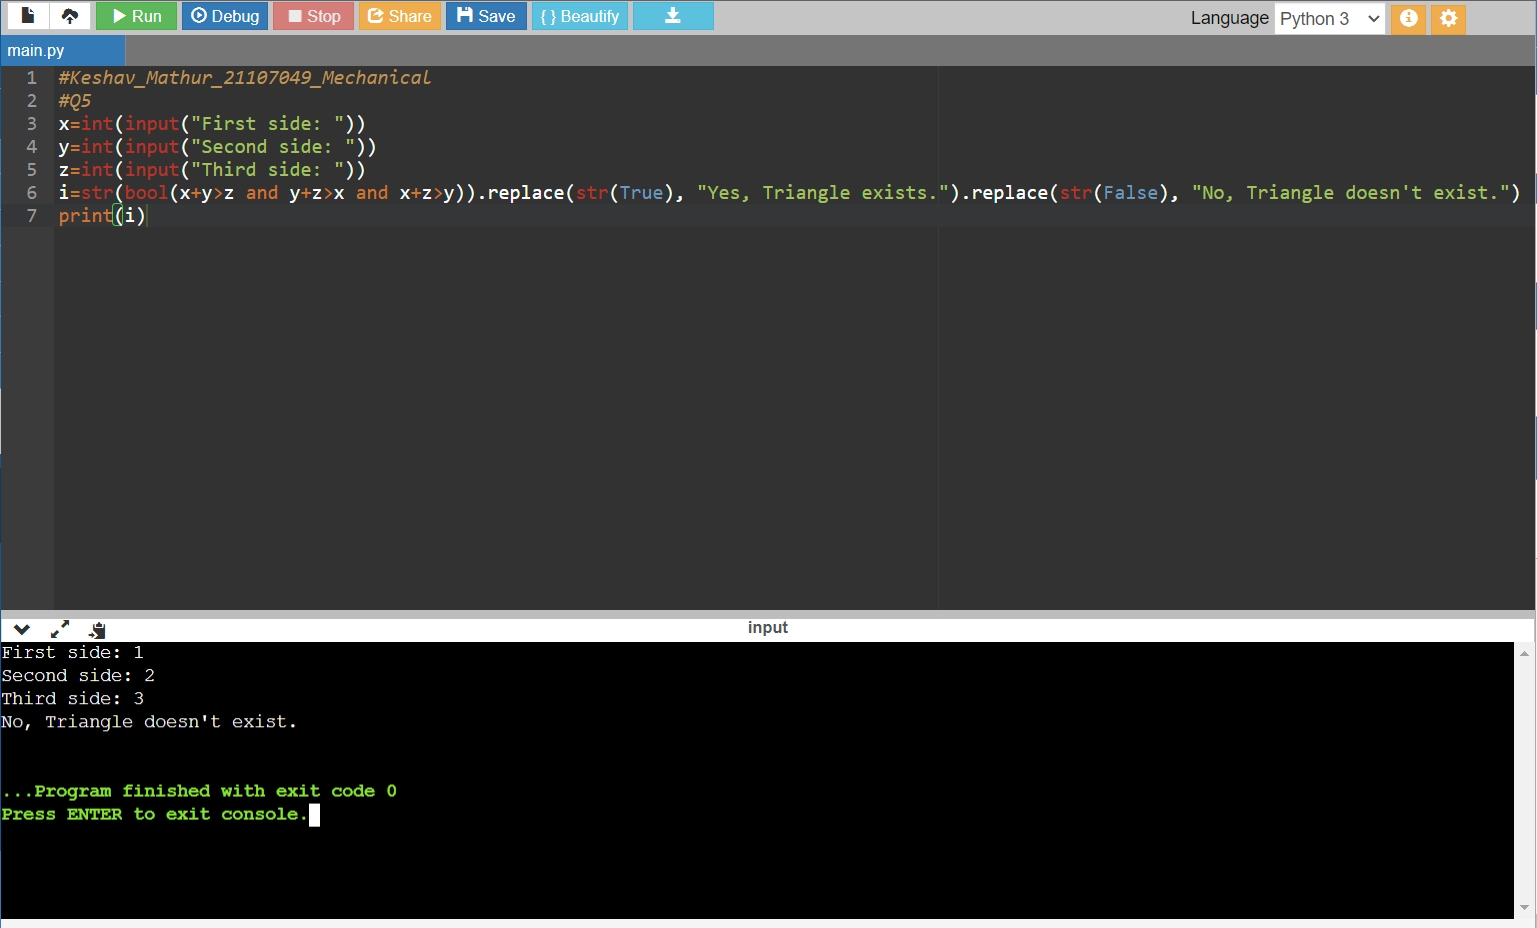 Run Debug Stop Share Save { } Beautify Language Python 3
main.py
1 #Keshav_Mathur_21107049_Mechanical
2 #Q5
3 x=int(input("First side: "))
4 y=int(input("Second side: "))
5 z=int(input("Third side: "))
6 i=str(bool(x+y>z and y+z>x and x+z>y)).replace(str(True), "Yes, Triangle exists.").replace(str(False), "No, Triangle doesn't exist.")
7 print(i)
input
First side: 1
Second side: 2
Third side: 3
No, Triangle doesn't exist.
...Program finished with exit code 0
Press ENTER to exit console.